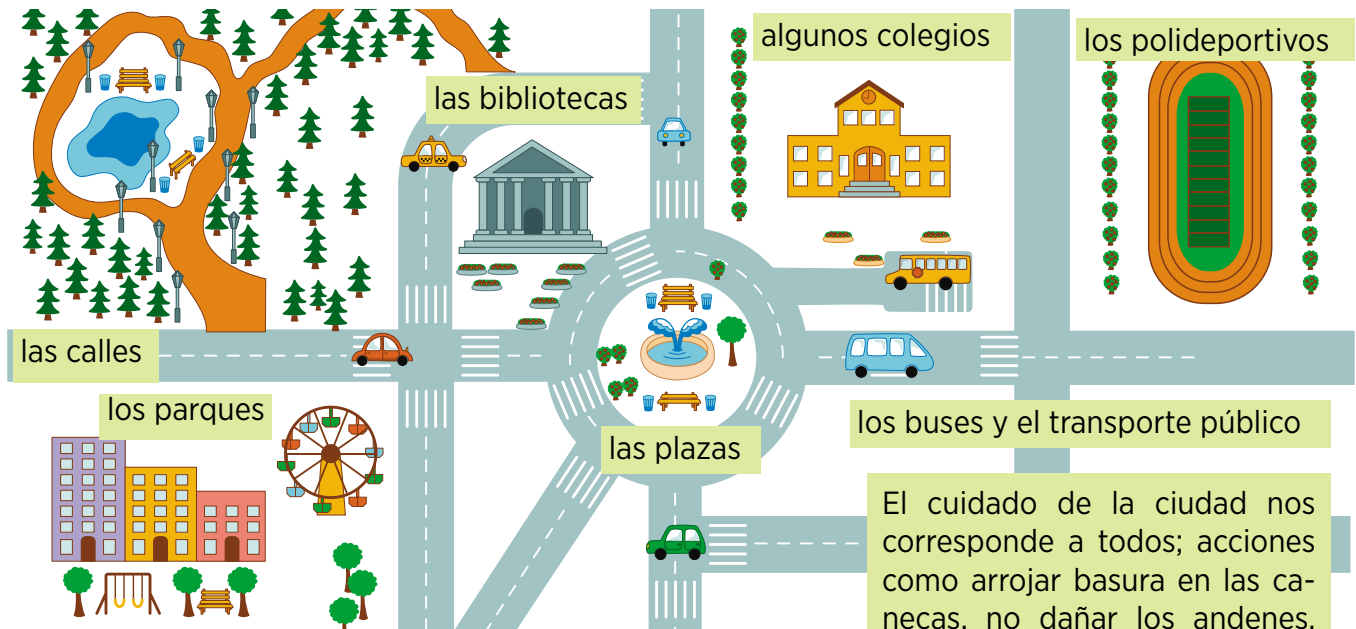 algunos colegios
los polideportivos
las bibliotecas
las calles
los parques
los buses y el transporte público
las plazas
El cuidado de la ciudad nos
corresponde a todos; acciones
como arrojar basura en las ca-
necas, no dañar los andenes,